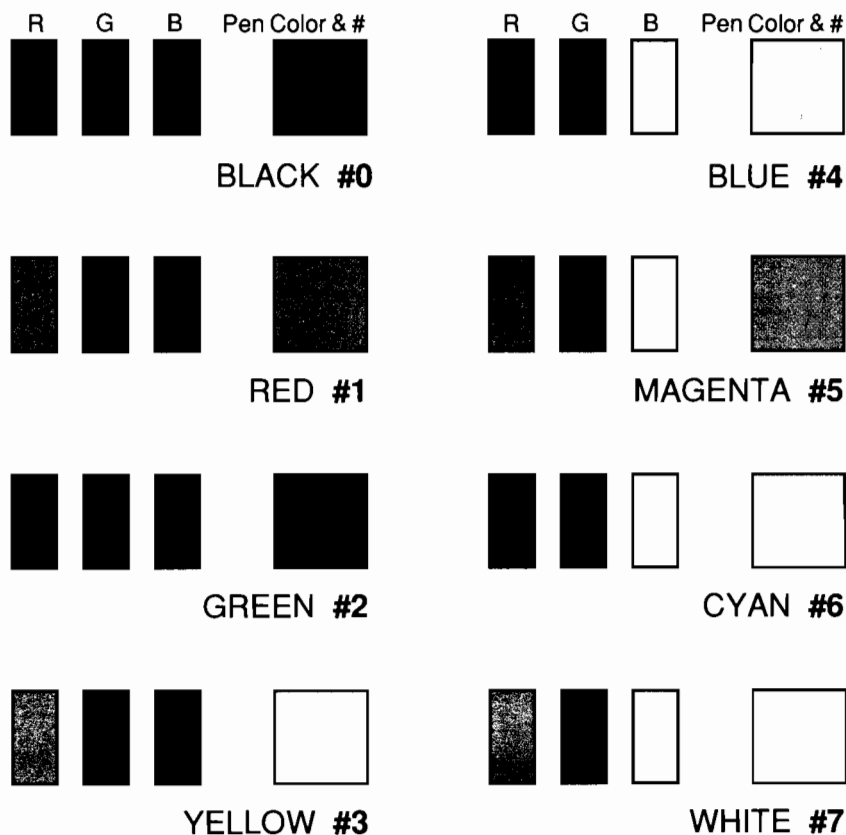 R G B Pen Color & #
R G B Pen Color & #
BLACK #0
BLUE #4
RED #1
MAGENTA #5
GREEN #2
CYAN #6
YELLOW #3
WHITE #7